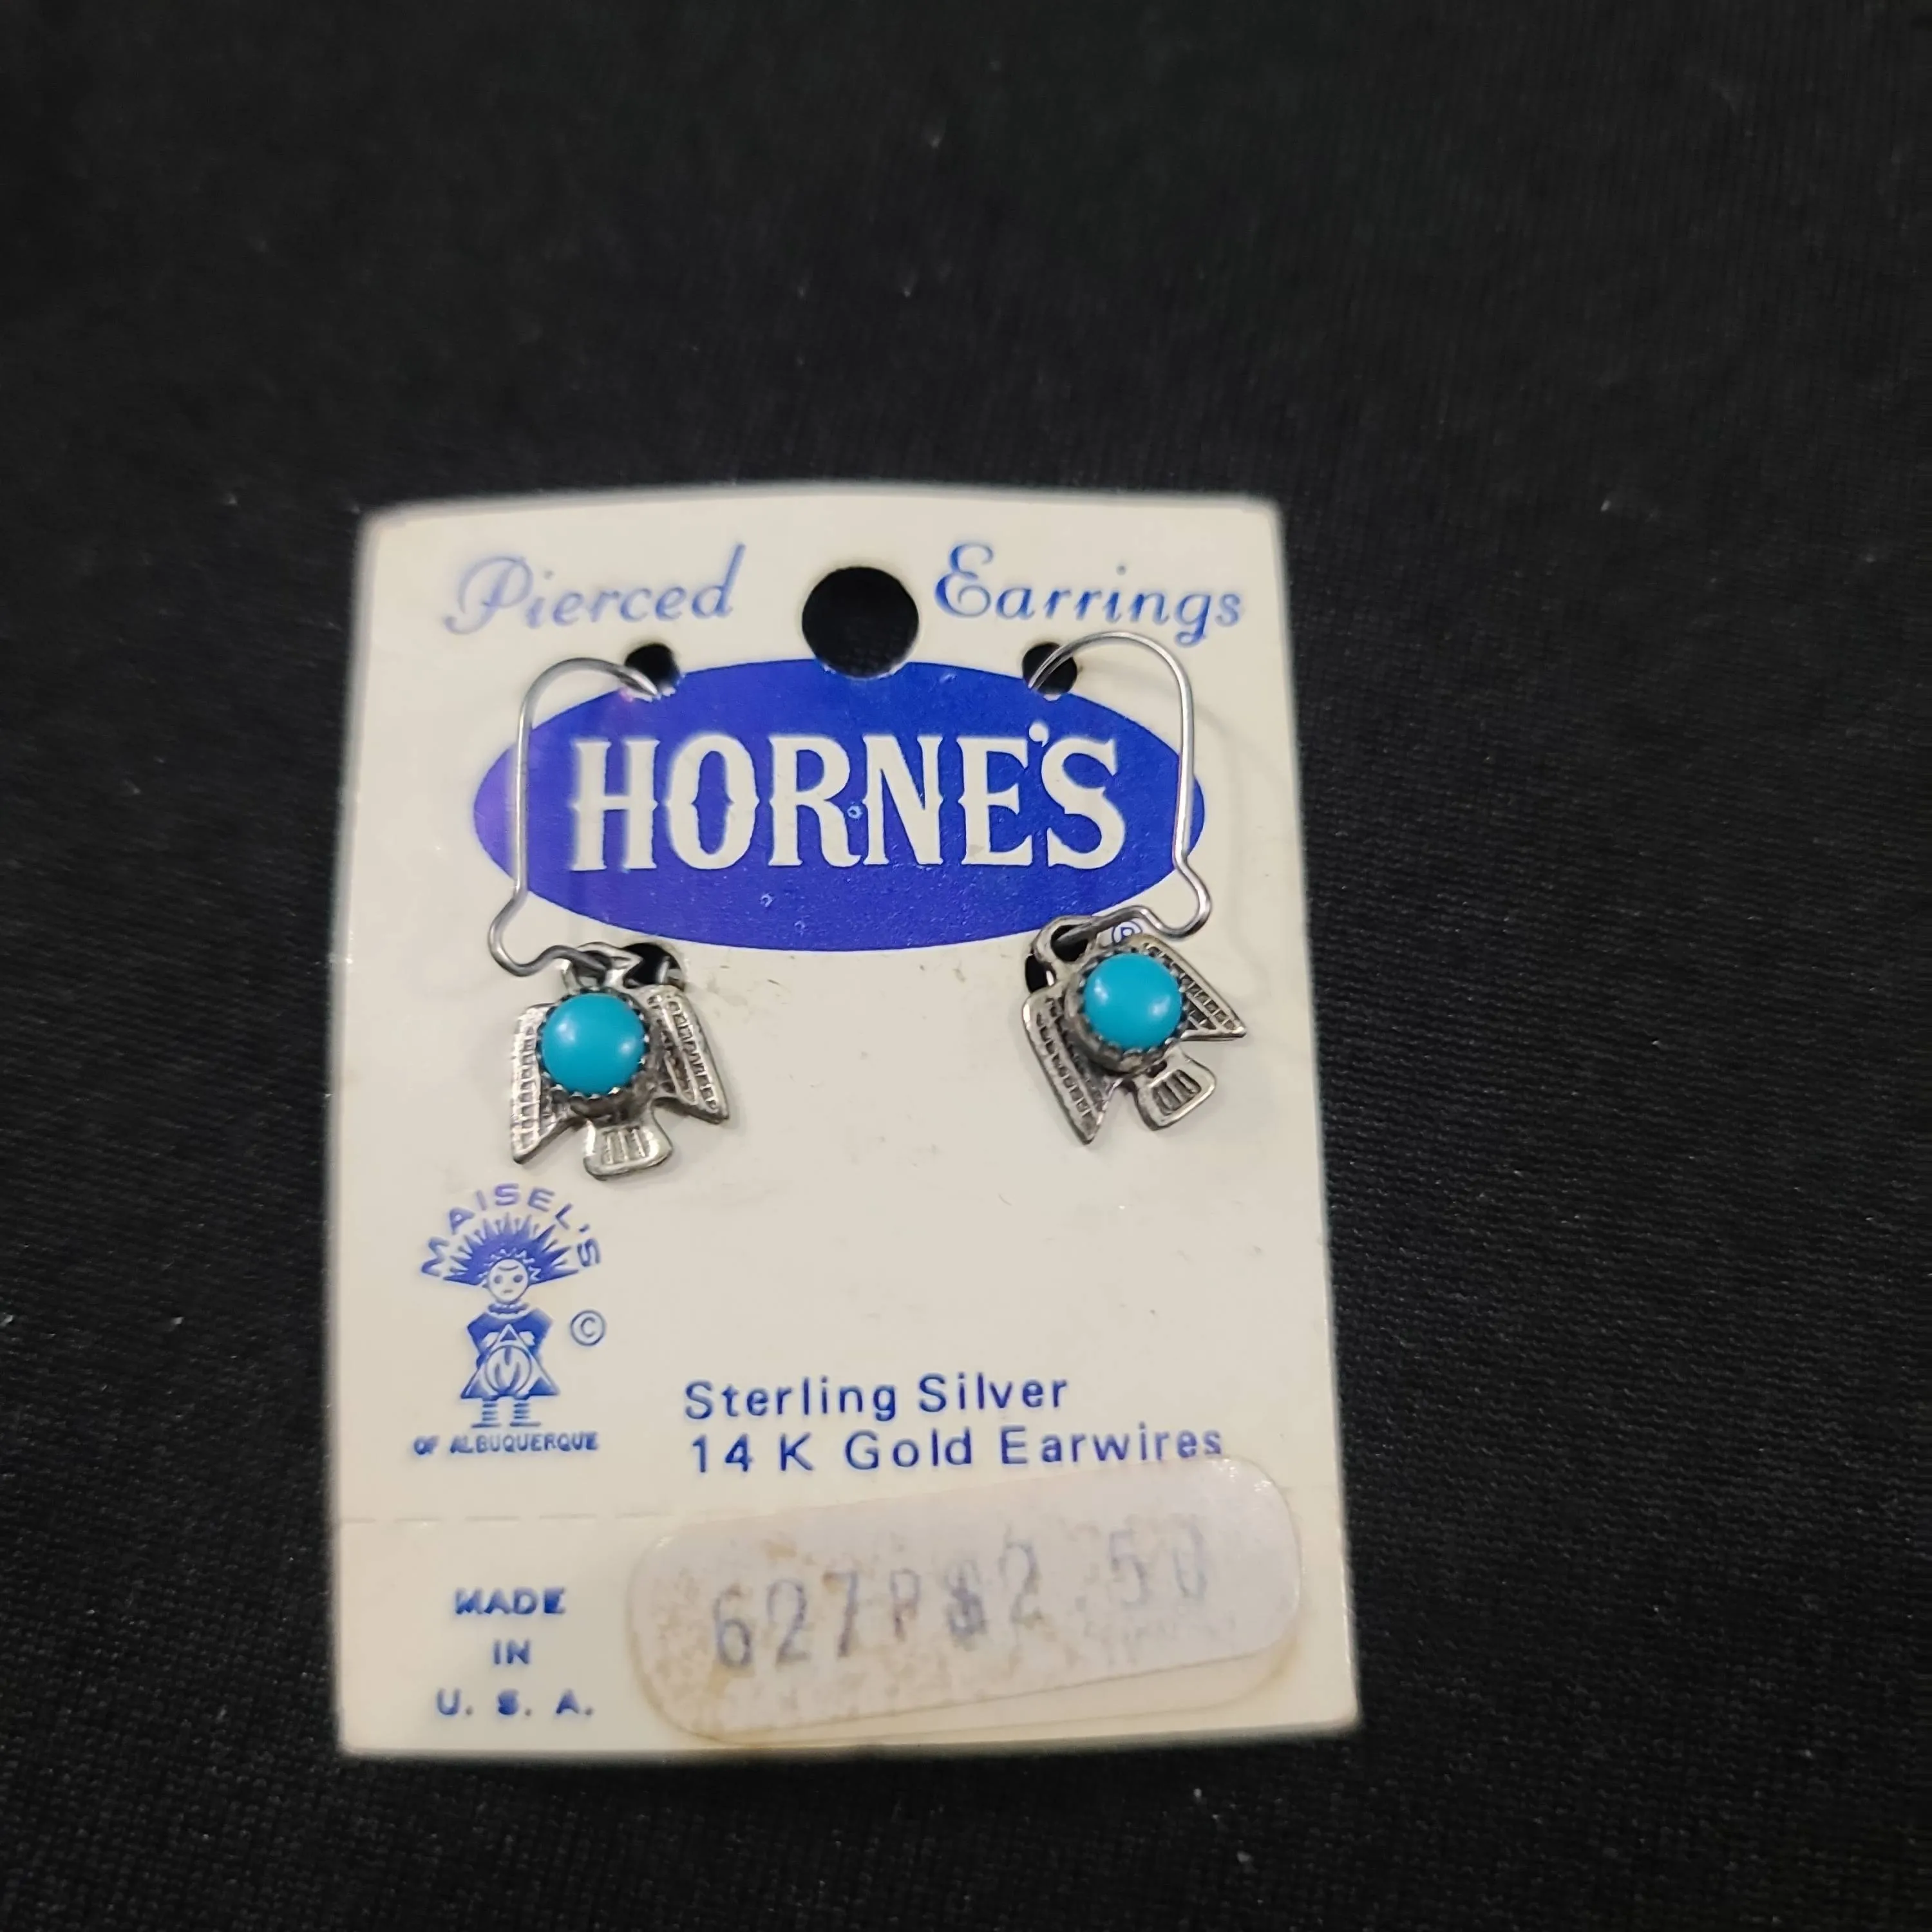 Pierced Earrings
HORNE'S
®
MAISEL'S
©
M
OF ALBUQUERQUE
Sterling Silver
14 K Gold Earwires
627P $2.50
MADE
IN
U. S. A.